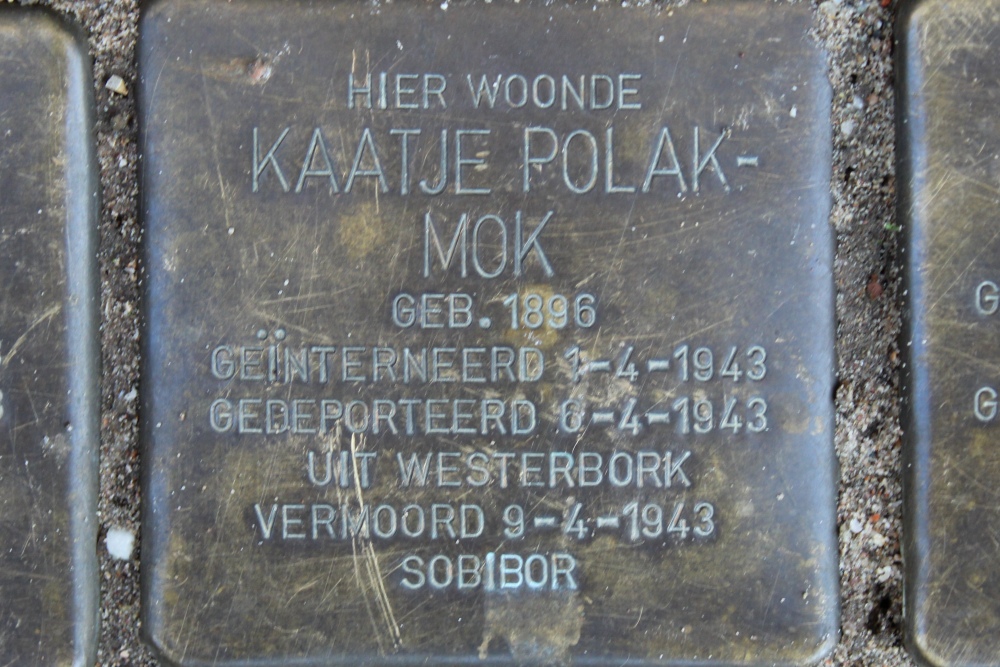 HIER WOONDE
KAATJE POLAK-
MOK
GEB. 1896
GEÏNTERNEERD 1-4-1943
GEDEPORTEERD 6-4-1943
UIT WESTERBORK
VERMOORD 9-4-1943
SOBIBOR
G
G